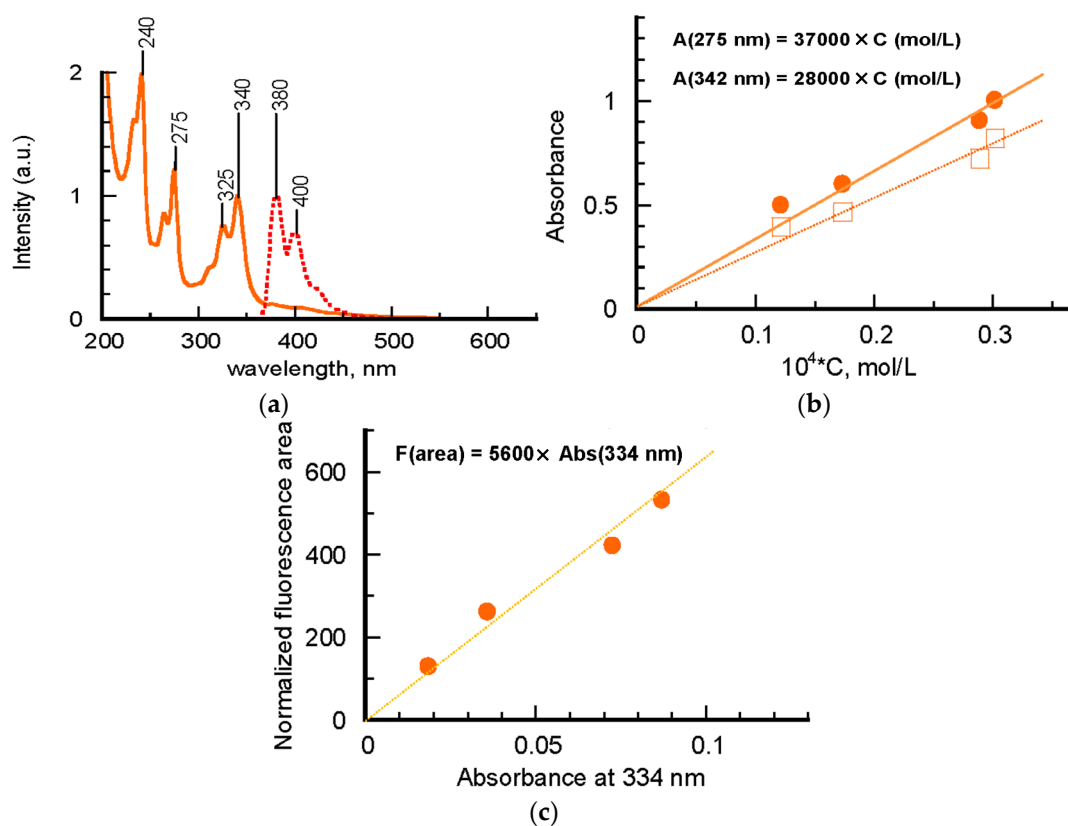 240
275
325
340
380
400
2
1
0
Intensity (a.u.)
200 300 400 500 600
wavelength, nm
(a)
A(275 nm) = 37000 × C (mol/L)
A(342 nm) = 28000 × C (mol/L)
1
0.5
0
Absorbance
0 0.1 0.2 0.3
10⁴*C, mol/L
(b)
F(area) = 5600× Abs(334 nm)
600
400
200
0
Normalized fluorescence area
0 0.05 0.1
Absorbance at 334 nm
(c)